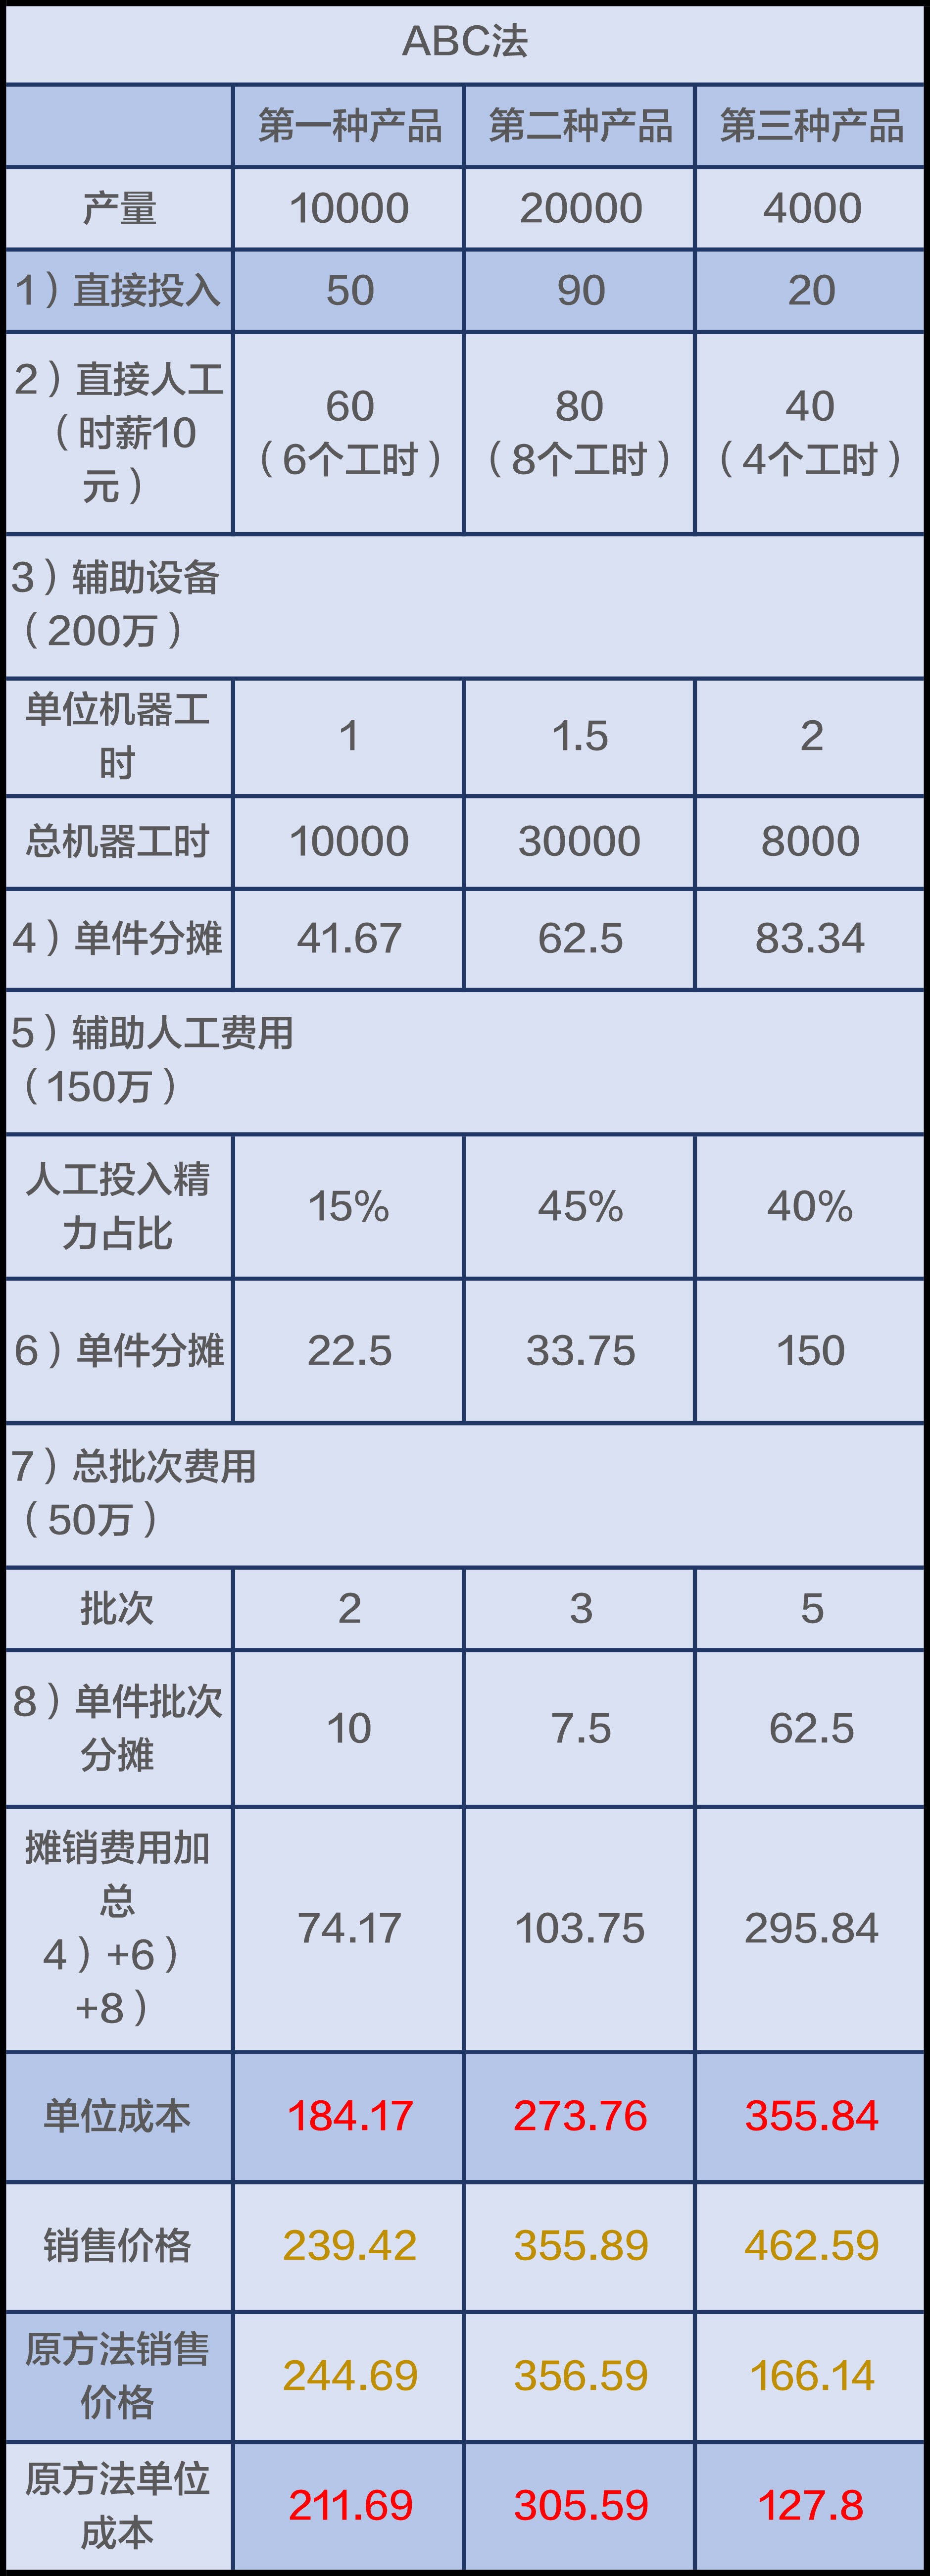 ABC法
第一种产品 第二种产品 第三种产品
产量 10000 20000 4000
1）直接投入 50 90 20
2）直接人工
（时薪10
元）
60
（6个工时）
80
（8个工时）
40
（4个工时）
3）辅助设备
（200万）
单位机器工
时
1 1.5 2
总机器工时 10000 30000 8000
4）单件分摊 41.67 62.5 83.34
5）辅助人工费用
（150万）
人工投入精
力占比
15% 45% 40%
6）单件分摊 22.5 33.75 150
7）总批次费用
（50万）
批次 2 3 5
8）单件批次
分摊
10 7.5 62.5
摊销费用加
总
4）+6）
+8）
74.17 103.75 295.84
单位成本 184.17 273.76 355.84
销售价格 239.42 355.89 462.59
原方法销售
价格
244.69 356.59 166.14
原方法单位
成本
211.69 305.59 127.8